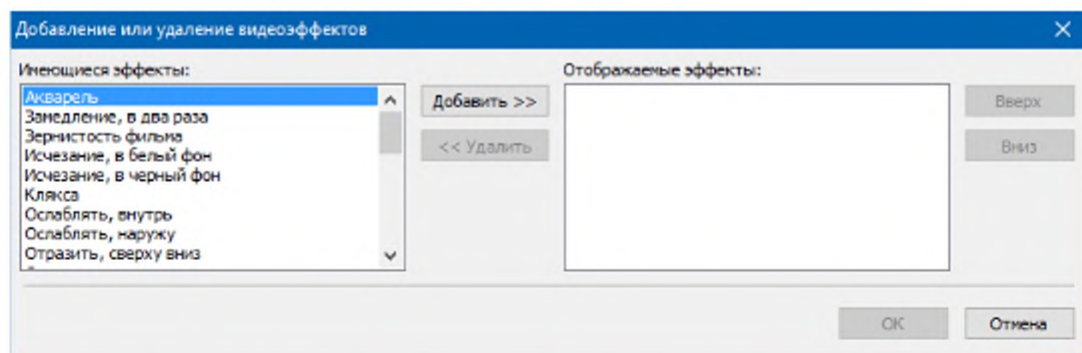 Добавление или удаление видеоэффектов
Имеющиеся эффекты:
Отображаемые эффекты:
Акварель
Замедление, в два раза
Зернистость фильма
Исчезание, в белый фон
Исчезание, в черный фон
Клякса
Ослаблять, внутрь
Ослаблять, наружу
Отразить, сверху вниз
Добавить >>
<< Удалить
Вверх
Вниз
OK
Отмена